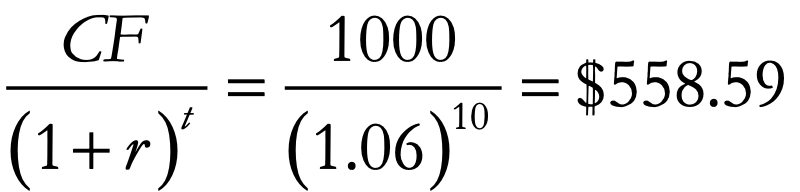 CF/(1+r)^t = 1000/(1.06)^10 = $558.59